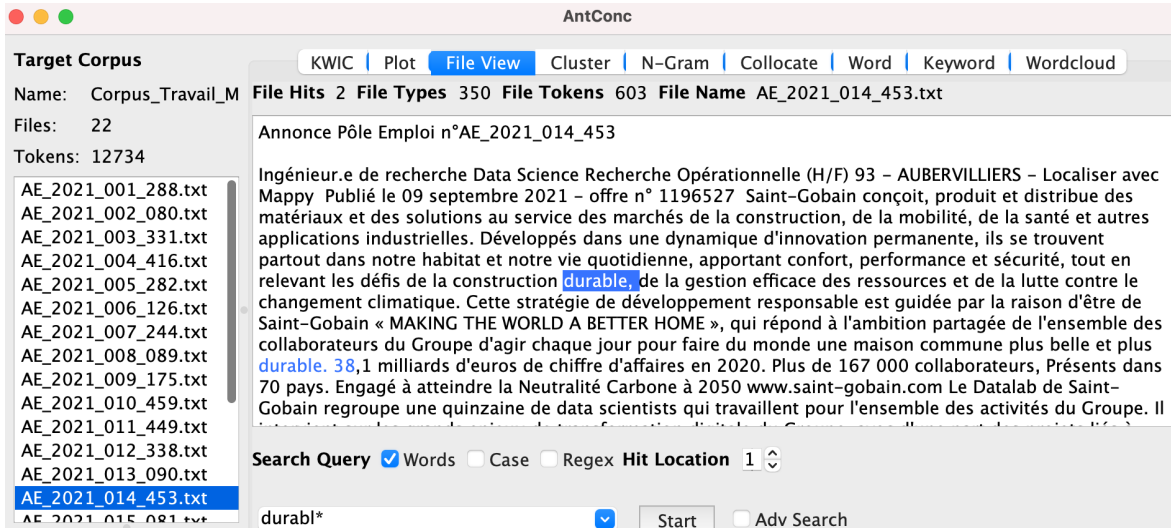 AntConc
Target Corpus
Name: Corpus_Travail_M
Files: 22
Tokens: 12734
AE_2021_001_288.txt
AE_2021_002_080.txt
AE_2021_003_331.txt
AE_2021_004_416.txt
AE_2021_005_282.txt
AE_2021_006_126.txt
AE_2021_007_244.txt
AE_2021_008_089.txt
AE_2021_009_175.txt
AE_2021_010_459.txt
AE_2021_011_449.txt
AE_2021_012_338.txt
AE_2021_013_090.txt
AE_2021_014_453.txt
AE_2021_015_081.txt
KWIC Plot File View Cluster N-Gram Collocate Word Keyword Wordcloud
File Hits 2 File Types 350 File Tokens 603 File Name AE_2021_014_453.txt
Annonce Pôle Emploi n°AE_2021_014_453
Ingénieur.e de recherche Data Science Recherche Opérationnelle (H/F) 93 – AUBERVILLIERS – Localiser avec
Mappy Publié le 09 septembre 2021 – offre n° 1196527 Saint-Gobain conçoit, produit et distribue des
matériaux et des solutions au service des marchés de la construction, de la mobilité, de la santé et autres
applications industrielles. Développés dans une dynamique d'innovation permanente, ils se trouvent
partout dans notre habitat et notre vie quotidienne, apportant confort, performance et sécurité, tout en
relevant les défis de la construction durable, de la gestion efficace des ressources et de la lutte contre le
changement climatique. Cette stratégie de développement responsable est guidée par la raison d'être de
Saint-Gobain « MAKING THE WORLD A BETTER HOME », qui répond à l'ambition partagée de l'ensemble des
collaborateurs du Groupe d'agir chaque jour pour faire du monde une maison commune plus belle et plus
durable. 38,1 milliards d'euros de chiffre d'affaires en 2020. Plus de 167 000 collaborateurs, Présents dans
70 pays. Engagé à atteindre la Neutralité Carbone à 2050 www.saint-gobain.com Le Datalab de Saint-
Gobain regroupe une quinzaine de data scientists qui travaillent pour l'ensemble des activités du Groupe. Il
Search Query Words Case Regex Hit Location 1
durabl* Start Adv Search